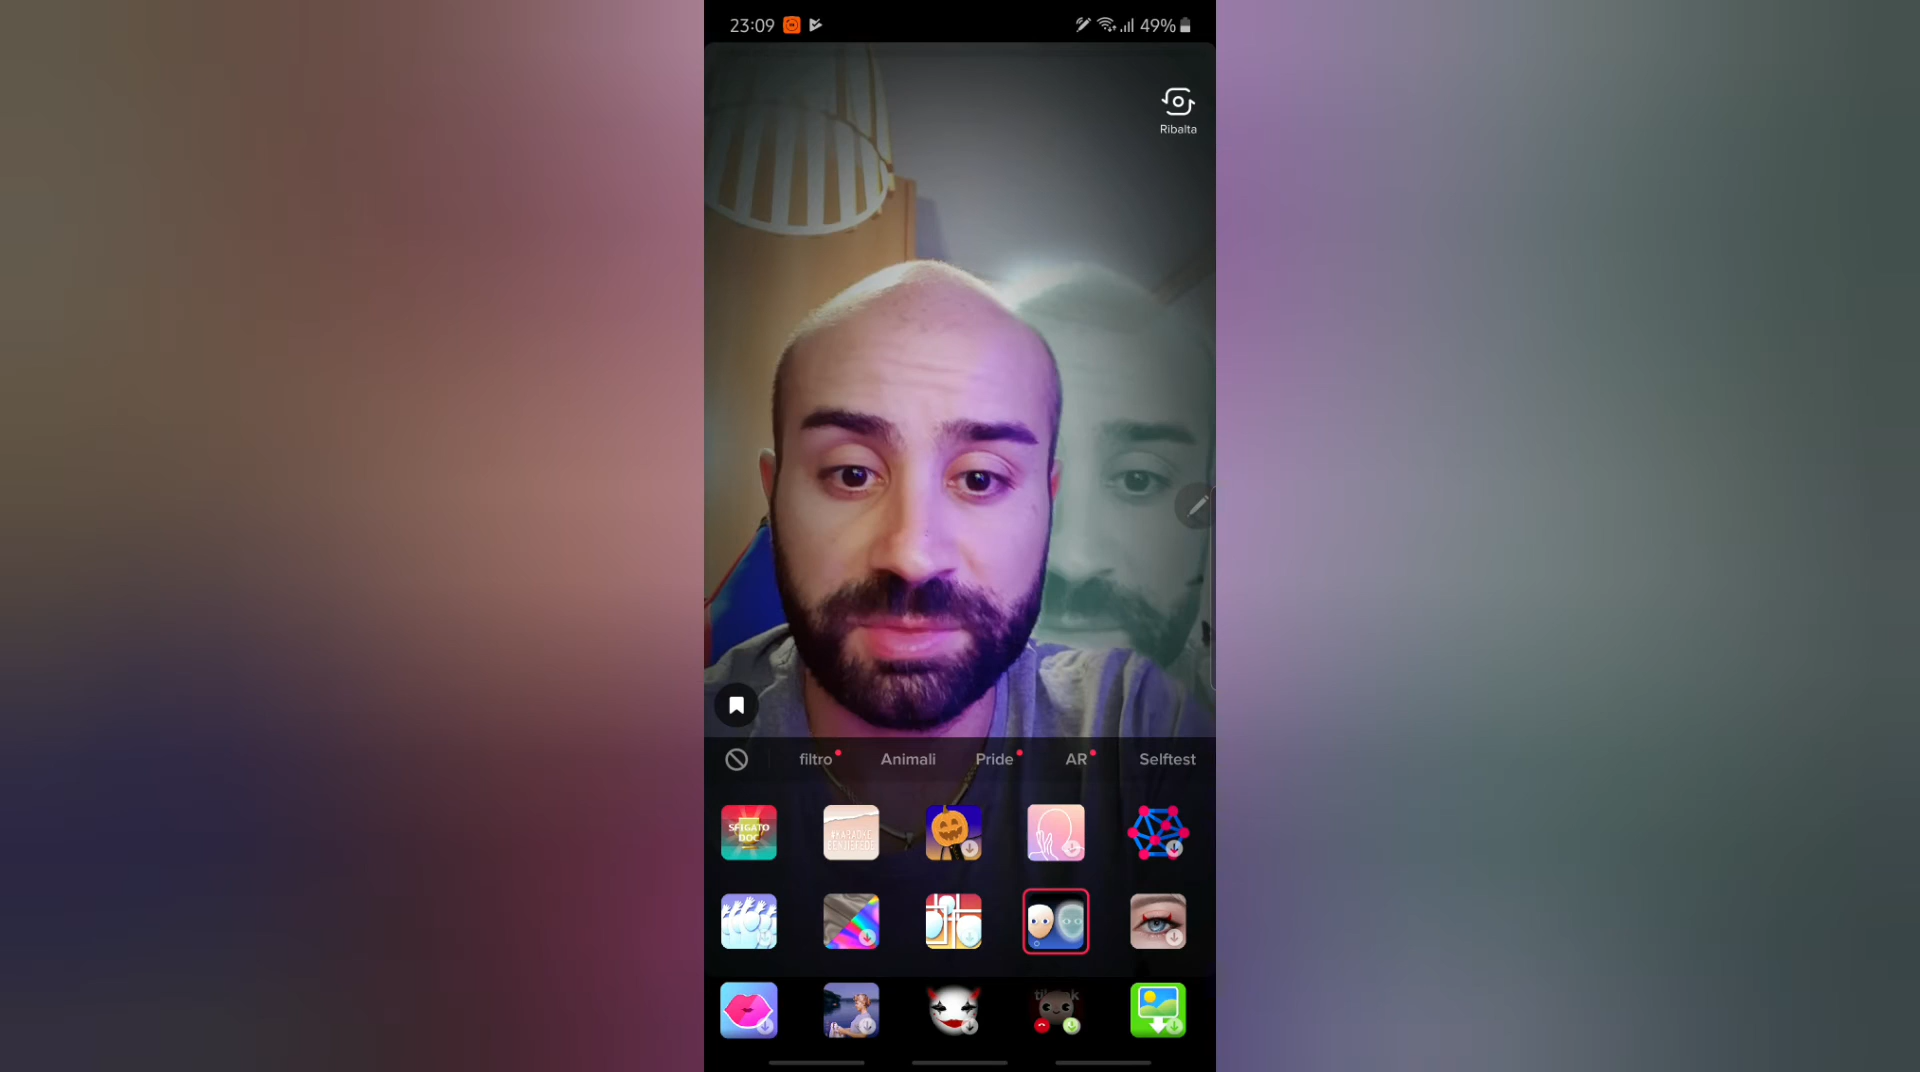 23:09
49%
Ribalta
filtro Animali Pride AR Selftest
SFIGATO
DOC